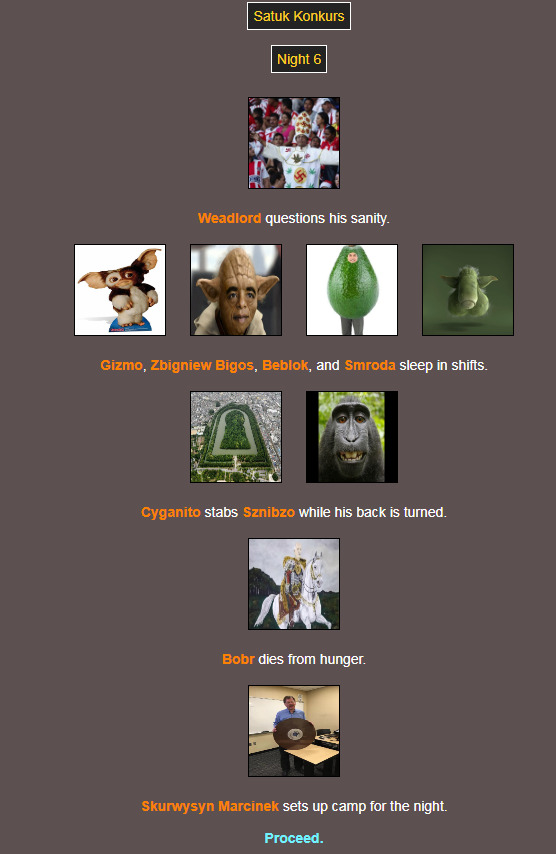 Satuk Konkurs
Night 6
Weadlord questions his sanity.
Gizmo, Zbigniew Bigos, Beblok, and Smroda sleep in shifts.
Cyganito stabs Sznibzo while his back is turned.
Bobr dies from hunger.
Skurwysyn Marcinek sets up camp for the night.
Proceed.